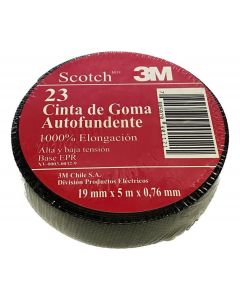 Scotch MR 3M
23
Cinta de Goma
Autofundente
1000% Elongación
Alta y baja tensión
Base EPR
3M Chile S.A.
División Productos Eléctricos
19 mm x 5 m x 0,76 mm